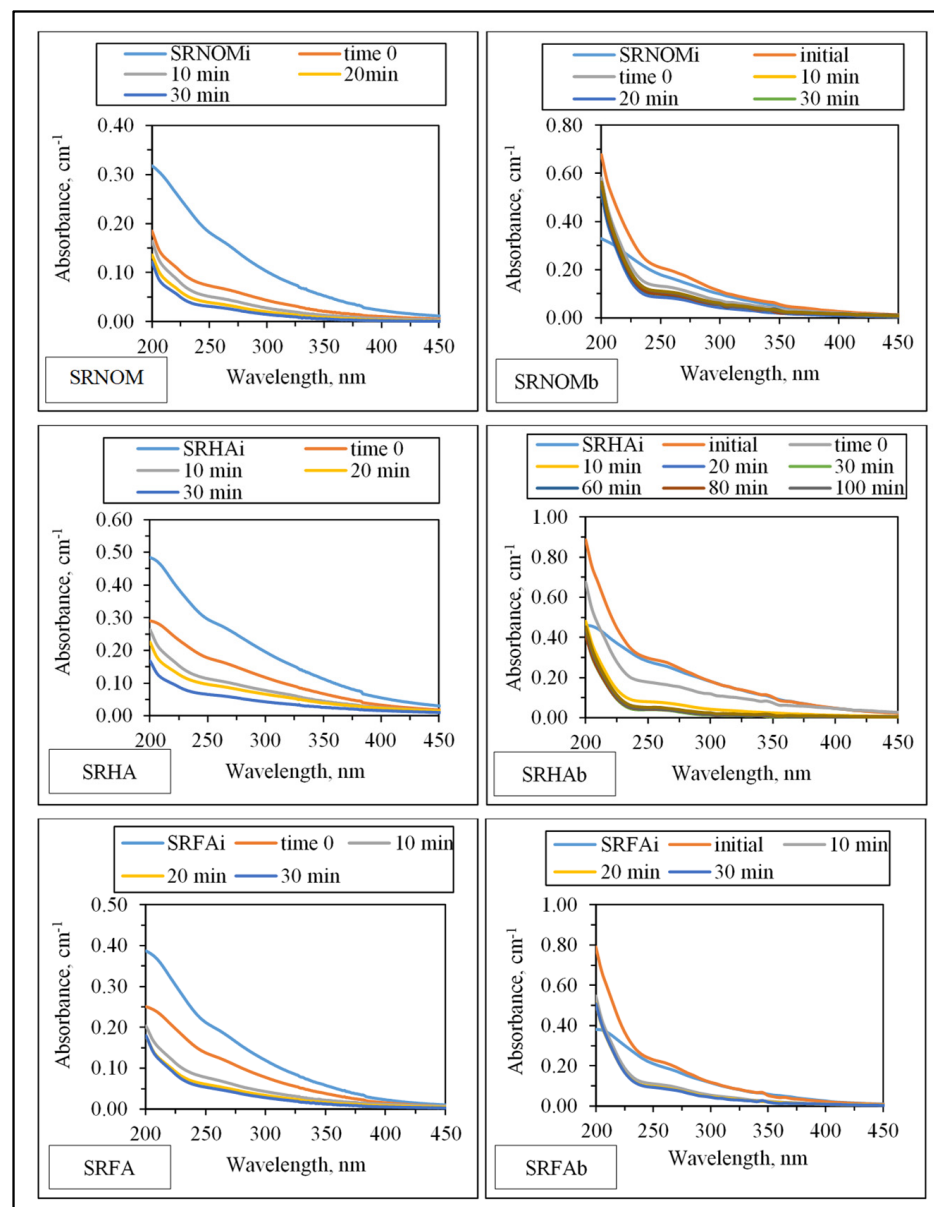 SRNOMi time 0
10 min 20min
30 min
Absorbance, cm-1
0.40
0.30
0.20
0.10
0.00
200 250 300 350 400 450
Wavelength, nm
SRNOM
SRNOMi initial
time 0 10 min
20 min 30 min
Absorbance, cm-1
0.80
0.60
0.40
0.20
0.00
200 250 300 350 400 450
Wavelength, nm
SRNOMb
SRHAi time 0
10 min 20 min
30 min
Absorbance, cm-1
0.60
0.50
0.40
0.30
0.20
0.10
0.00
200 250 300 350 400 450
Wavelength, nm
SRHA
SRHAi initial time 0
10 min 20 min 30 min
60 min 80 min 100 min
Absorbance, cm-1
1.00
0.80
0.60
0.40
0.20
0.00
200 250 300 350 400 450
Wavelength, nm
SRHAb
SRFAi time 0 10 min
20 min 30 min
Absorbance, cm-1
0.50
0.40
0.30
0.20
0.10
0.00
200 250 300 350 400 450
Wavelength, nm
SRFA
SRFAi initial 10 min
20 min 30 min
Absorbance, cm-1
1.00
0.80
0.60
0.40
0.20
0.00
200 250 300 350 400 450
Wavelength, nm
SRFAb